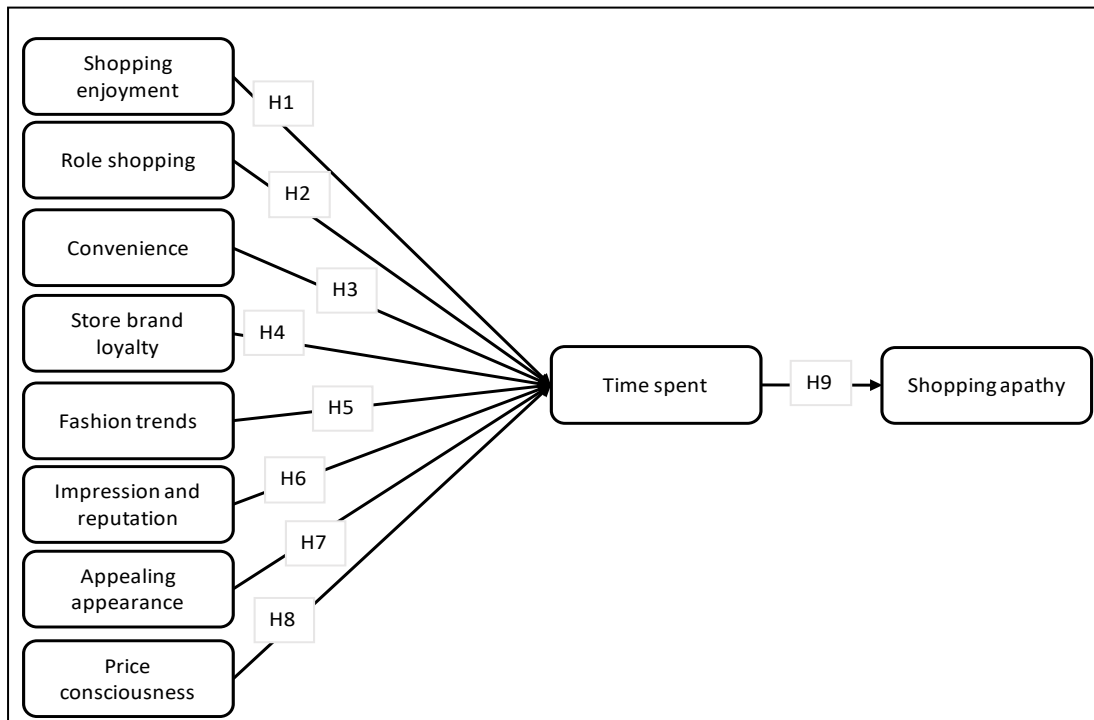 Shopping
enjoyment
H1
Role shopping
H2
Convenience
H3
Store brand
loyalty
H4
Time spent
H9
Shopping apathy
Fashion trends
H5
Impression and
reputation
H6
Appealing
appearance
H7
Price
consciousness
H8